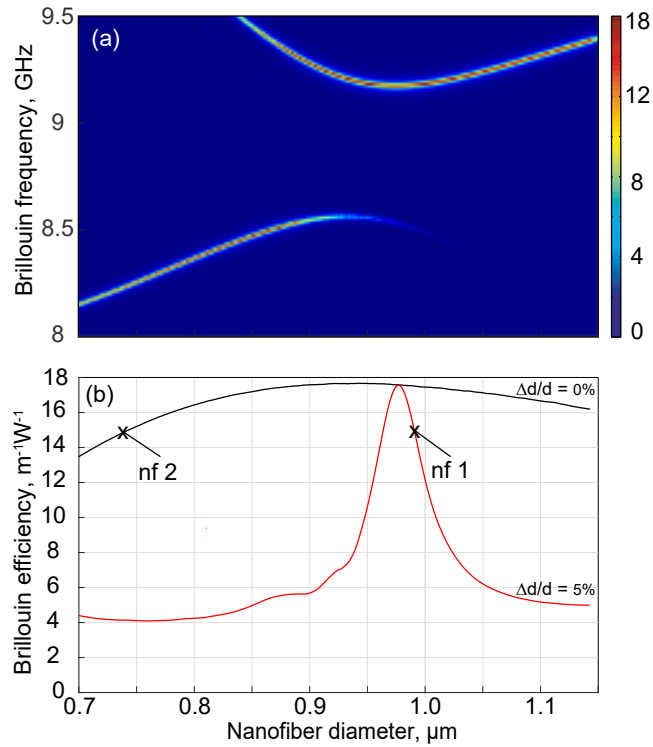 (a)
Brillouin frequency, GHz
9.5
9
8.5
8
18
16
12
8
4
0
(b)
Brillouin efficiency, m⁻¹W⁻¹
18
16
14
12
10
8
6
4
2
0
Δd/d = 0%
nf 2
nf 1
Δd/d = 5%
0.7
0.8
0.9
1.0
1.1
Nanofiber diameter, μm